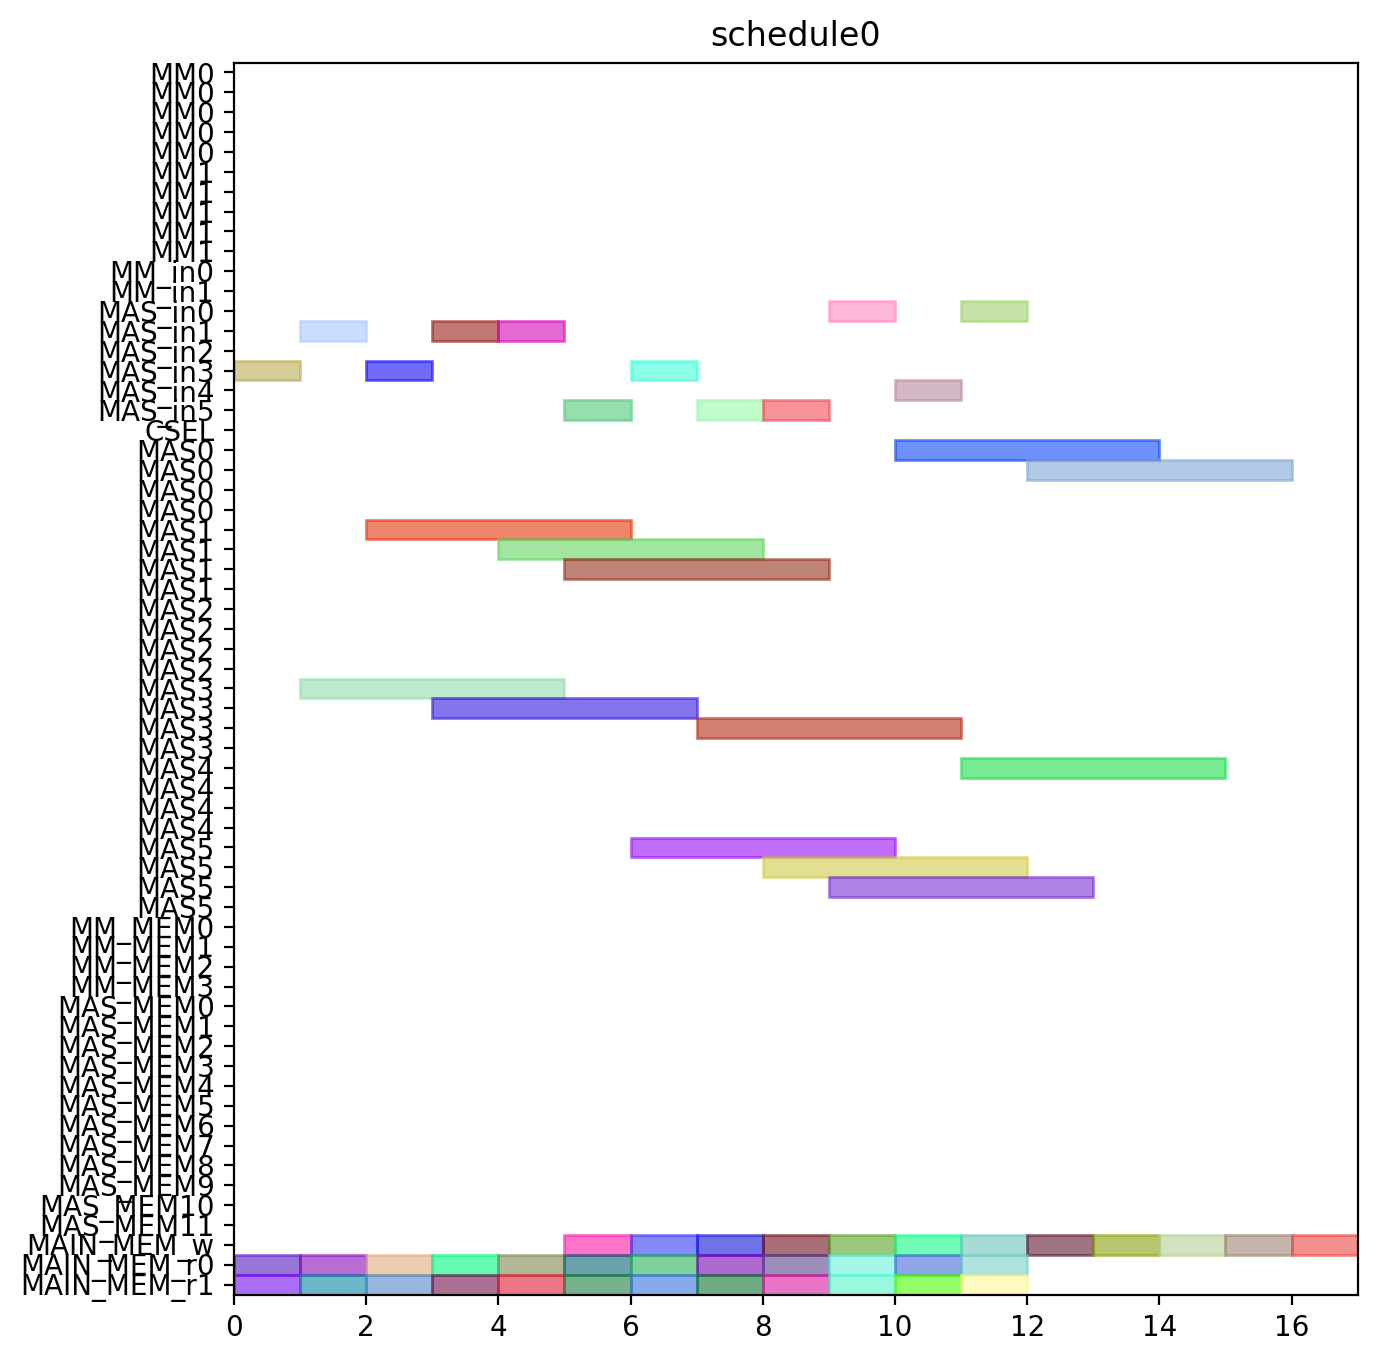 schedule0
MM0
MM0
MM0
MM0
MM0
MM1
MM1
MM1
MM1
MM1
MM_in0
MM_in1
MAS_in0
MAS_in1
MAS_in2
MAS_in3
MAS_in4
MAS_in5
CSEL
MAS0
MAS0
MAS0
MAS0
MAS1
MAS1
MAS1
MAS1
MAS2
MAS2
MAS2
MAS2
MAS3
MAS3
MAS3
MAS3
MAS4
MAS4
MAS4
MAS4
MAS5
MAS5
MAS5
MAS5
MM_MEM0
MM_MEM1
MM_MEM2
MM_MEM3
MAS_MEM0
MAS_MEM1
MAS_MEM2
MAS_MEM3
MAS_MEM4
MAS_MEM5
MAS_MEM6
MAS_MEM7
MAS_MEM8
MAS_MEM9
MAS_MEM10
MAS_MEM11
MAIN_MEM_w
MAIN_MEM_r0
MAIN_MEM_r1
0 2 4 6 8 10 12 14 16